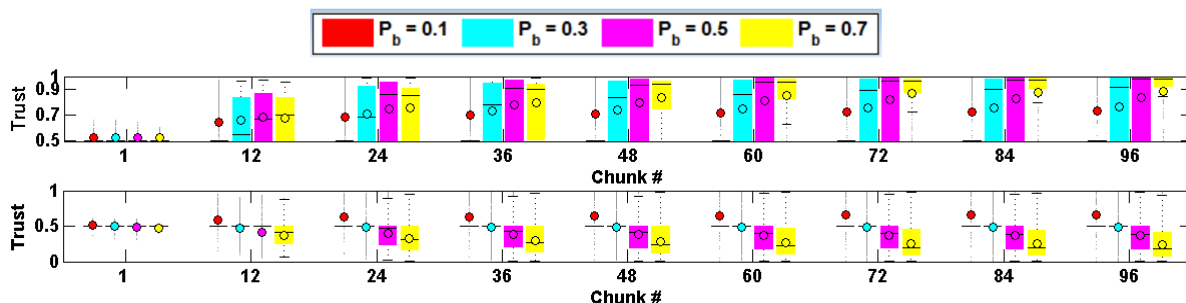 P_b = 0.1 P_b = 0.3 P_b = 0.5 P_b = 0.7
Trust
1
0.9
0.7
0.5
1 12 24 36 48 60 72 84 96
Chunk #
Trust
1
0.5
0
1 12 24 36 48 60 72 84 96
Chunk #